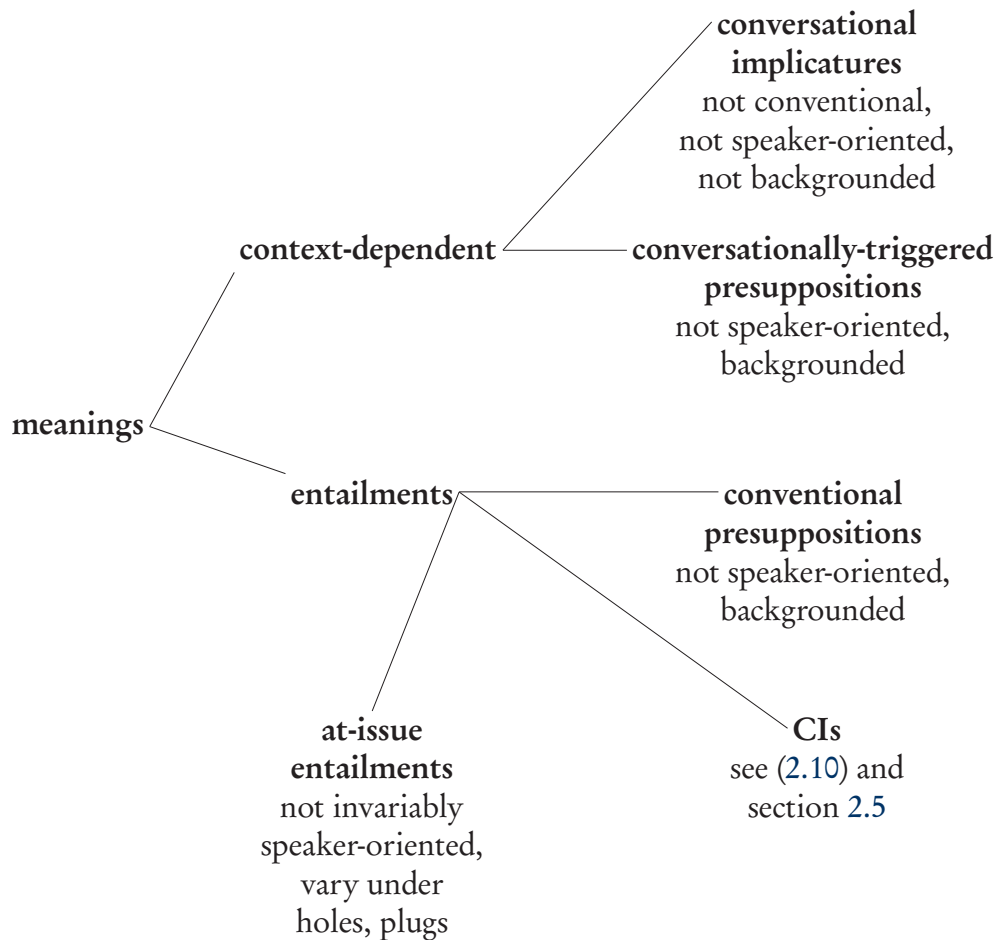 conversational
implicatures
not conventional,
not speaker-oriented,
not backgrounded
context-dependent
conversationally-triggered
presuppositions
not speaker-oriented,
backgrounded
meanings
entailments
conventional
presuppositions
not speaker-oriented,
backgrounded
at-issue
entailments
not invariably
speaker-oriented,
vary under
holes, plugs
CIs
see (2.10) and
section 2.5